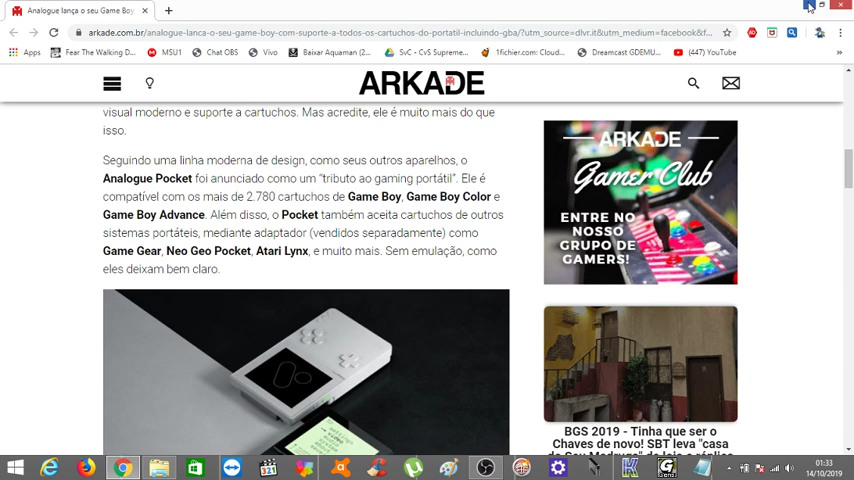 Analogue lança o seu Game Boy
arkade.com.br/analogue-lanca-o-seu-game-boy-com-suporte-a-todos-os-cartuchos-do-portatil-incluindo-gba/?utm_source=dlvr.it&utm_medium=facebook&f...
Apps Fear The Walking D... MSU1 Chat OBS Vivo Baixar Aquaman (2... SvC - CvS Supreme... 1fichier.com: Cloud... Dreamcast GDEMU... (447) YouTube
ARKADE
visual moderno e suporte a cartuchos. Mas acredite, ele é muito mais do que
isso.
Seguindo uma linha moderna de design, como seus outros aparelhos, o
Analogue Pocket foi anunciado como um “tributo ao gaming portátil”. Ele é
compatível com os mais de 2.780 cartuchos de Game Boy, Game Boy Color e
Game Boy Advance. Além disso, o Pocket também aceita cartuchos de outros
sistemas portáteis, mediante adaptador (vendidos separadamente) como
Game Gear, Neo Geo Pocket, Atari Lynx, e muito mais. Sem emulação, como
eles deixam bem claro.
ARKADE
Gamer Club
ENTRE NO
NOSSO
GRUPO DE
GAMERS!
BGS 2019 - Tinha que ser o
Chaves de novo! SBT leva "casa
do Seu Madruga" de loja e réplica
321
Gens
01:33
14/10/2019